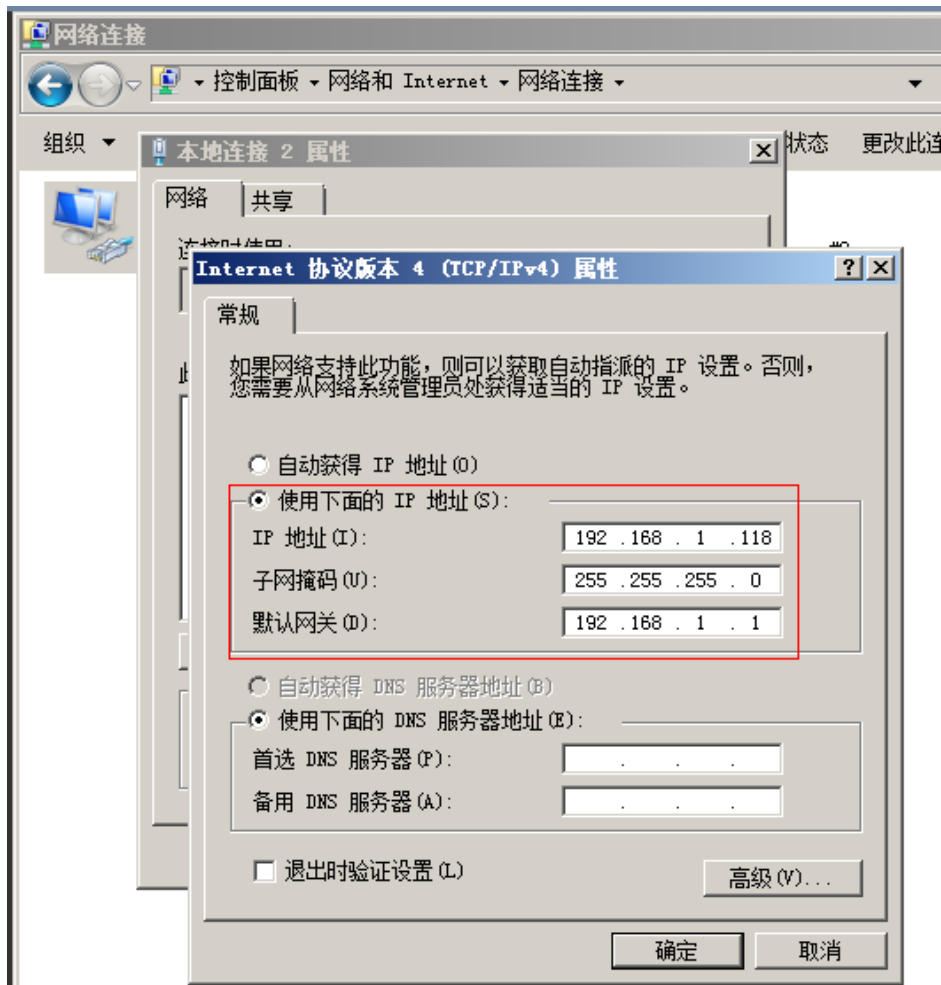 网络连接
控制面板 网络和 Internet 网络连接
组织 状态 更改此连
本地连接 2 属性
网络 共享
连接时使用:
Internet 协议版本 4 (TCP/IPv4) 属性
常规
如果网络支持此功能，则可以获取自动指派的 IP 设置。否则，
您需要从网络系统管理员处获得适当的 IP 设置。
自动获得 IP 地址(O)
使用下面的 IP 地址(S):
IP 地址(I): 192 .168 . 1 .118
子网掩码(U): 255 .255 .255 . 0
默认网关(D): 192 .168 . 1 . 1
自动获得 DNS 服务器地址(B)
使用下面的 DNS 服务器地址(E):
首选 DNS 服务器(P): . . .
备用 DNS 服务器(A): . . .
退出时验证设置(L)
高级(V)...
确定 取消